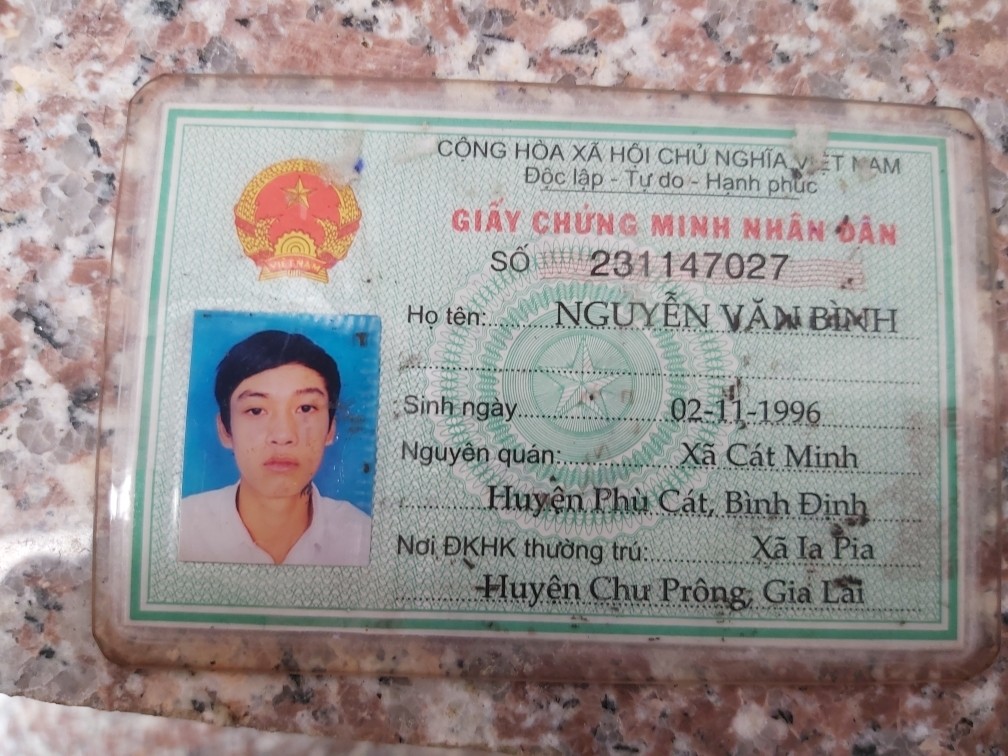 CỘNG HÒA XÃ HỘI CHỦ NGHĨA VIỆT NAM
Độc lập - Tự do - Hạnh phúc
GIẤY CHỨNG MINH NHÂN DÂN
SỐ 231147027
Họ tên: NGUYỄN VĂN BÌNH
Sinh ngày 02-11-1996
Nguyên quán: Xã Cát Minh
Huyện Phù Cát, Bình Định
Nơi ĐKHK thường trú: Xã Ia Pia
Huyện Chư Prông, Gia Lai
VIỆT NAM